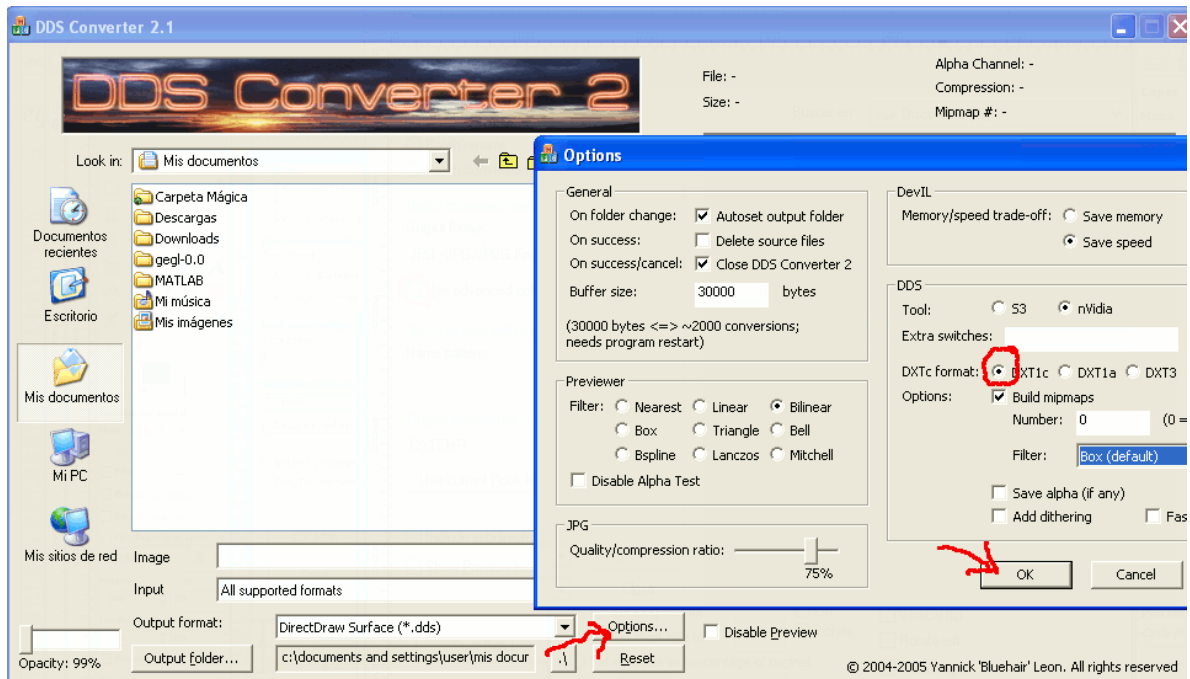 DDS Converter 2.1
DDS Converter 2
File: -
Size: -
Alpha Channel: -
Compression: -
Mipmap #: -
Look in: Mis documentos
Documentos recientes
Escritorio
Mis documentos
Mi PC
Mis sitios de red
Carpeta Mágica
Descargas
Downloads
gegl-0.0
MATLAB
Mi música
Mis imágenes
Image
Input All supported formats
Output format: DirectDraw Surface (*.dds)
Options...
Disable Preview
Opacity: 99%
Output folder...
c:\documents and settings\user\mis docur
.\
Reset
© 2004-2005 Yannick 'Bluehair' Leon. All rights reserved
Options
General
On folder change: Autoset output folder
On success: Delete source files
On success/cancel: Close DDS Converter 2
Buffer size: 30000 bytes
(30000 bytes <=> ~2000 conversions;
needs program restart)
Previewer
Filter: Nearest Linear Bilinear
Box Triangle Bell
Bspline Lanczos Mitchell
Disable Alpha Test
JPG
Quality/compression ratio:
75%
DevIL
Memory/speed trade-off: Save memory
Save speed
DDS
Tool: S3 nVidia
Extra switches:
DXTc format: DXT1c DXT1a DXT3
Options: Build mipmaps
Number: 0 (0 =
Filter: Box (default)
Save alpha (if any)
Add dithering Fas
OK Cancel